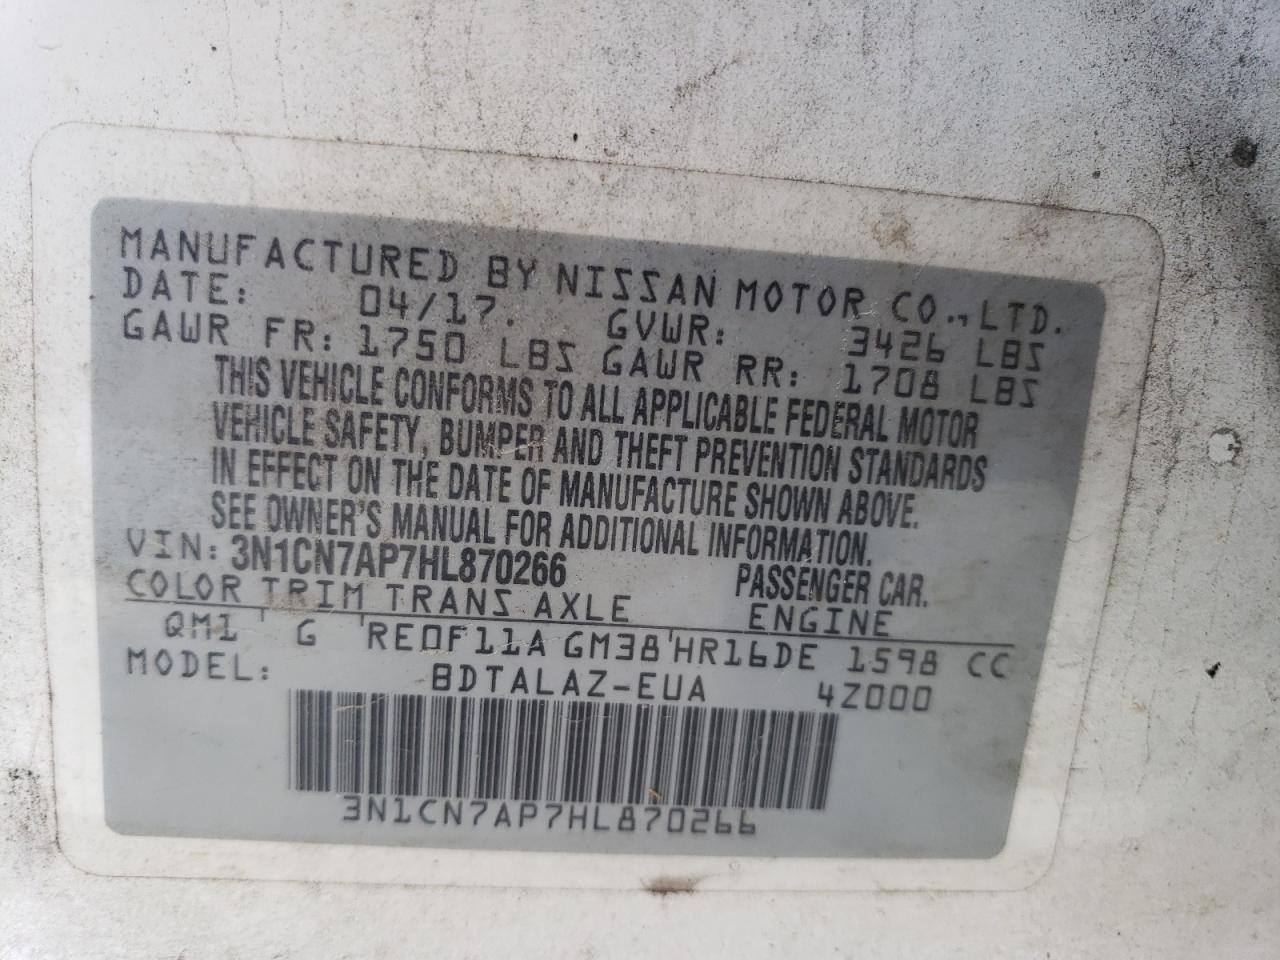 MANUFACTURED BY NISSAN MOTOR CO., LTD.
DATE: 04/17. GVWR: 3426 LBS
GAWR FR: 1750 LBS GAWR RR: 1708 LBS
THIS VEHICLE CONFORMS TO ALL APPLICABLE FEDERAL MOTOR
VEHICLE SAFETY, BUMPER AND THEFT PREVENTION STANDARDS
IN EFFECT ON THE DATE OF MANUFACTURE SHOWN ABOVE.
SEE OWNER'S MANUAL FOR ADDITIONAL INFORMATION.
VIN: 3N1CN7AP7HL870266 PASSENGER CAR.
COLOR TRIM TRANS AXLE ENGINE
QM1 ' G ' RE0F11A GM38 ' HR16DE 1598 CC
MODEL: BDTALAZ-EUA 4Z000
3N1CN7AP7HL870266